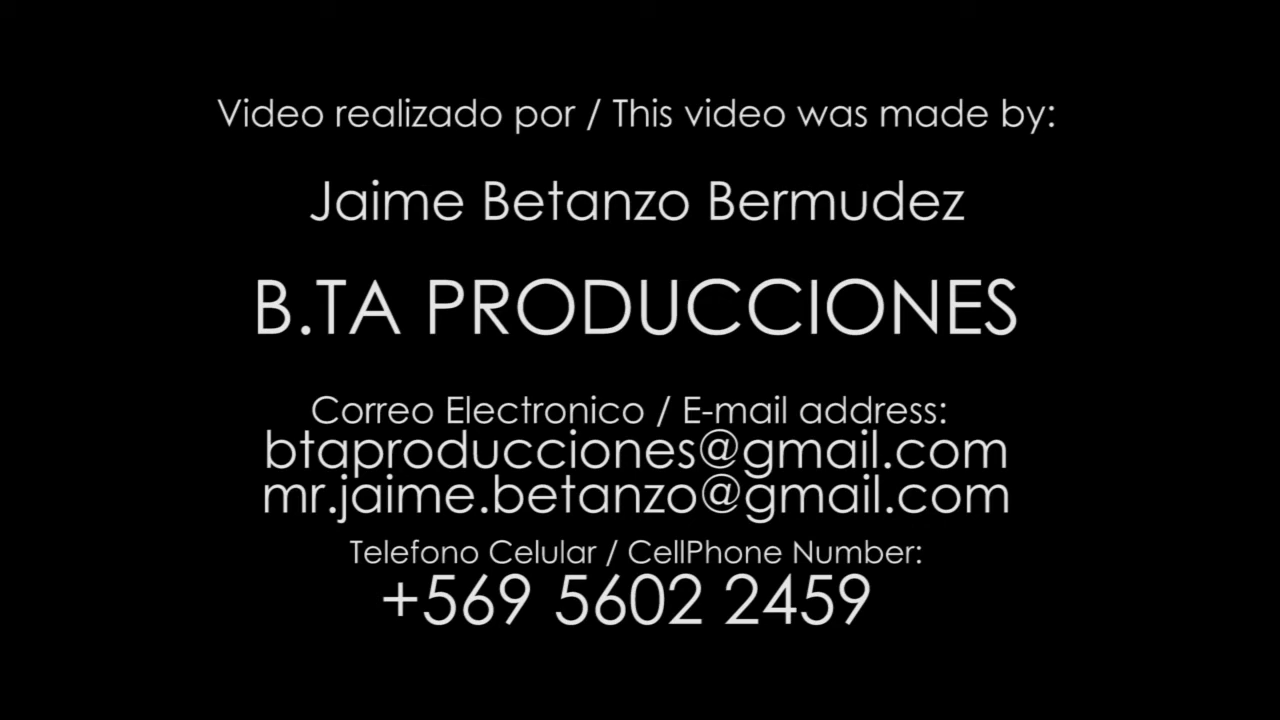 Video realizado por / This video was made by:
Jaime Betanzo Bermudez
B.TA PRODUCCIONES
Correo Electronico / E-mail address:
btaproducciones@gmail.com
mr.jaime.betanzo@gmail.com
Telefono Celular / CellPhone Number:
+569 5602 2459